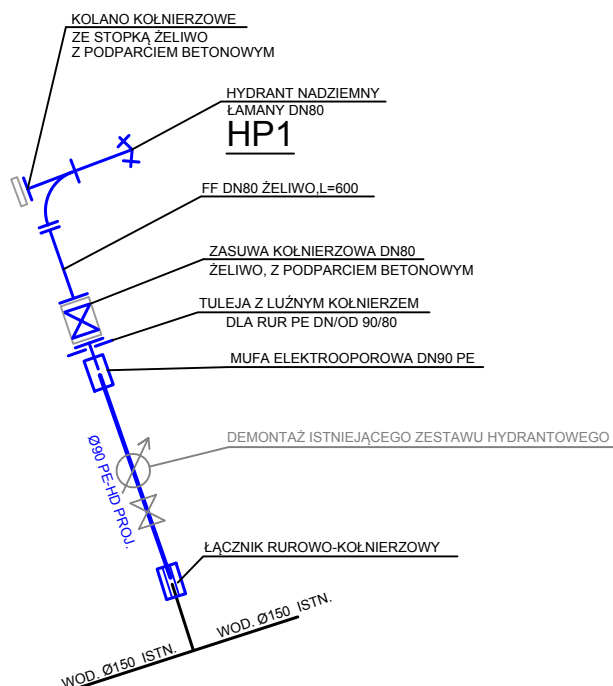 KOLANO KOŁNIERZOWE
ZE STOPKĄ ŻELIWO
Z PODPARCIEM BETONOWYM
HYDRANT NADZIEMNY
ŁAMANY DN80
HP1
FF DN80 ŻELIWO,L=600
ZASUWA KOŁNIERZOWA DN80
ŻELIWO, Z PODPARCIEM BETONOWYM
TULEJA Z LUŹNYM KOŁNIERZEM
DLA RUR PE DN/OD 90/80
MUFA ELEKTROOPOROWA DN90 PE
DEMONTAŻ ISTNIEJĄCEGO ZESTAWU HYDRANTOWEGO
Ø90 PE-HD PROJ.
ŁĄCZNIK RUROWO-KOŁNIERZOWY
WOD. Ø150 ISTN.
WOD. Ø150 ISTN.